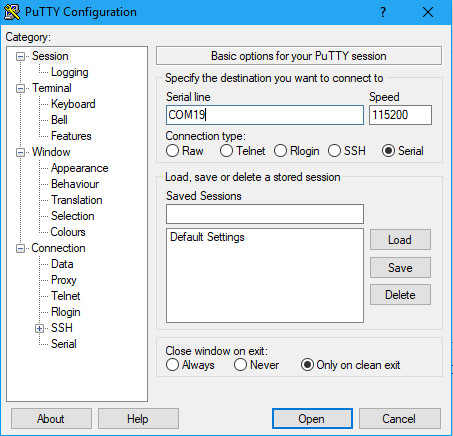 PuTTY Configuration
Category:
Session
Logging
Terminal
Keyboard
Bell
Features
Window
Appearance
Behaviour
Translation
Selection
Colours
Connection
Data
Proxy
Telnet
Rlogin
SSH
Serial
Basic options for your PuTTY session
Specify the destination you want to connect to
Serial line Speed
COM19 115200
Connection type:
Raw Telnet Rlogin SSH Serial
Load, save or delete a stored session
Saved Sessions
Default Settings
Load
Save
Delete
Close window on exit:
Always Never Only on clean exit
About Help Open Cancel